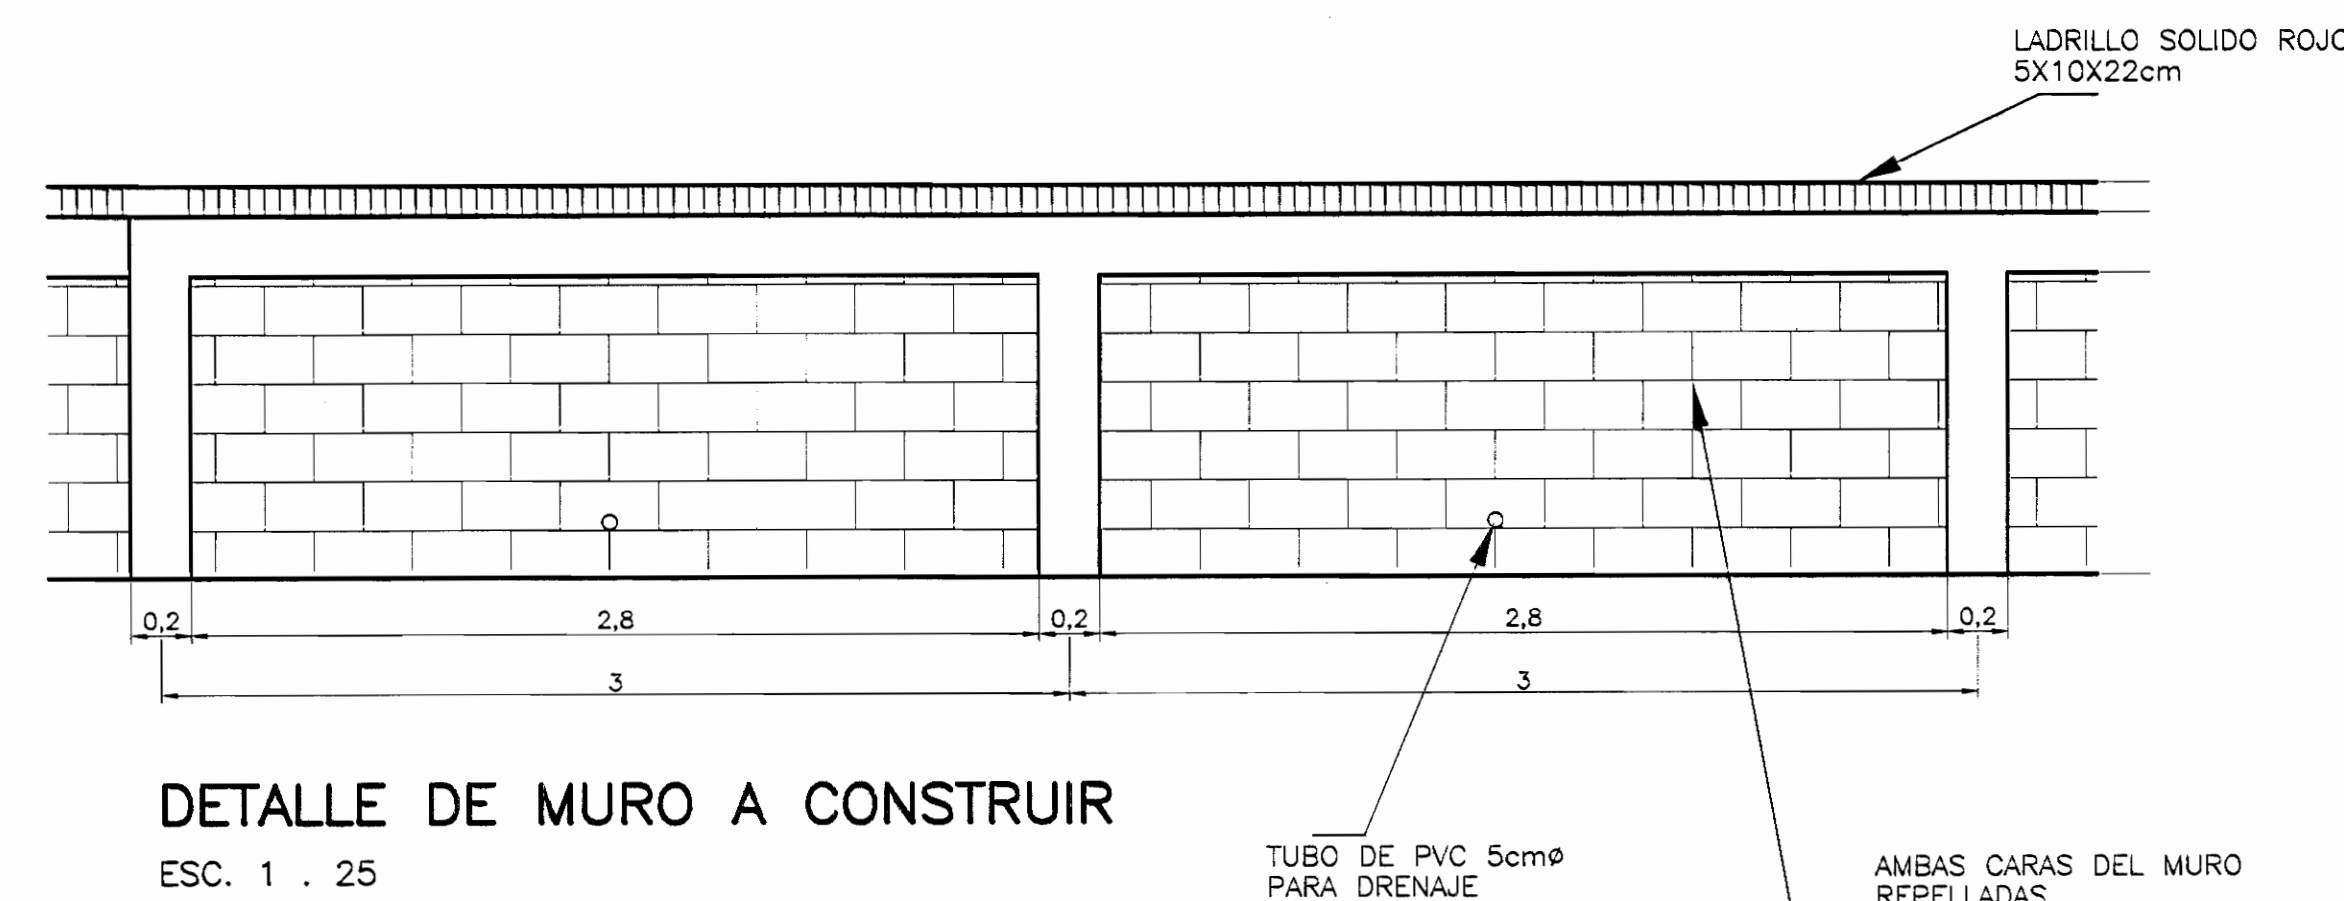 LADRILLO SOLIDO ROJO
5X10X22cm
0,2
2,8
0,2
2,8
0,2
3
3
DETALLE DE MURO A CONSTRUIR
ESC. 1 . 25
TUBO DE PVC 5cmø
PARA DRENAJE
AMBAS CARAS DEL MURO
REPELLADAS